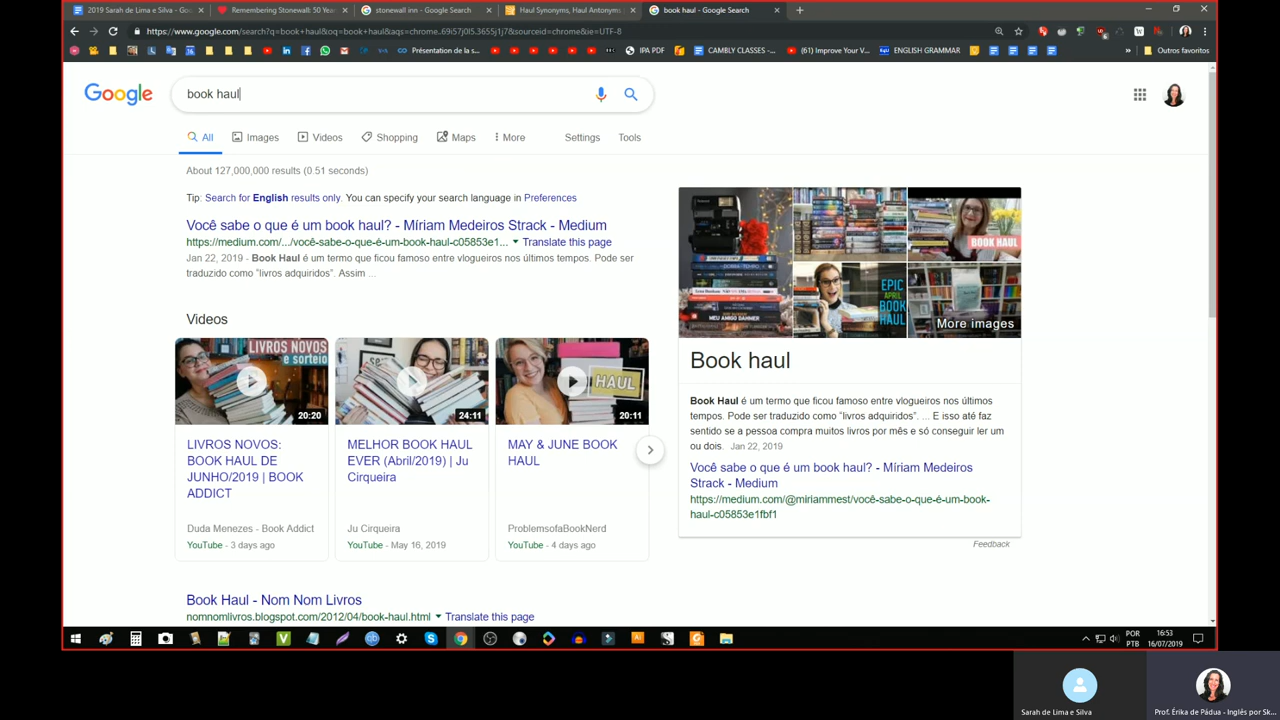 2019 Sarah de Lima e Silva - Goo
Remembering Stonewall: 50 Year
stonewall inn - Google Search
Haul Synonyms, Haul Antonyms |
book haul - Google Search
https://www.google.com/search?q=book+haul&oq=book+haul&aqs=chrome..69i57j0l5.3655j1j7&sourceid=chrome&ie=UTF-8
Présentation de la s...
IPA PDF
CAMBLY CLASSES -...
(61) Improve Your V...
ENGLISH GRAMMAR
Outros favoritos
Google
book haul
All
Images
Videos
Shopping
Maps
More
Settings
Tools
About 127,000,000 results (0.51 seconds)
Tip: Search for English results only. You can specify your search language in Preferences
Você sabe o que é um book haul? - Míriam Medeiros Strack - Medium
https://medium.com/.../você-sabe-o-que-é-um-book-haul-c05853e1... Translate this page
Jan 22, 2019 - Book Haul é um termo que ficou famoso entre vlogueiros nos últimos tempos. Pode ser
traduzido como “livros adquiridos”. Assim ...
Videos
LIVROS NOVOS
e sorteio
20:20
24:11
HAUL
20:11
LIVROS NOVOS:
BOOK HAUL DE
JUNHO/2019 | BOOK
ADDICT
Duda Menezes - Book Addict
YouTube - 3 days ago
MELHOR BOOK HAUL
EVER (Abril/2019) | Ju
Cirqueira
Ju Cirqueira
YouTube - May 16, 2019
MAY & JUNE BOOK
HAUL
ProblemsofaBookNerd
YouTube - 4 days ago
Book Haul - Nom Nom Livros
nomnomlivros.blogspot.com/2012/04/book-haul.html Translate this page
BOOK HAUL
MEU AMIGO DAHMER
EPIC
APRIL
BOOK
HAUL
More images
Book haul
Book Haul é um termo que ficou famoso entre vlogueiros nos últimos
tempos. Pode ser traduzido como “livros adquiridos”. ... E isso até faz
sentido se a pessoa compra muitos livros por mês e só conseguir ler um
ou dois. Jan 22, 2019
Você sabe o que é um book haul? - Míriam Medeiros
Strack - Medium
https://medium.com/@miriammest/você-sabe-o-que-é-um-book-
haul-c05853e1fbf1
Feedback
POR
PTB
16:53
16/07/2019
Sarah de Lima e Silva
Prof. Érika de Pádua - Inglês por Sk...